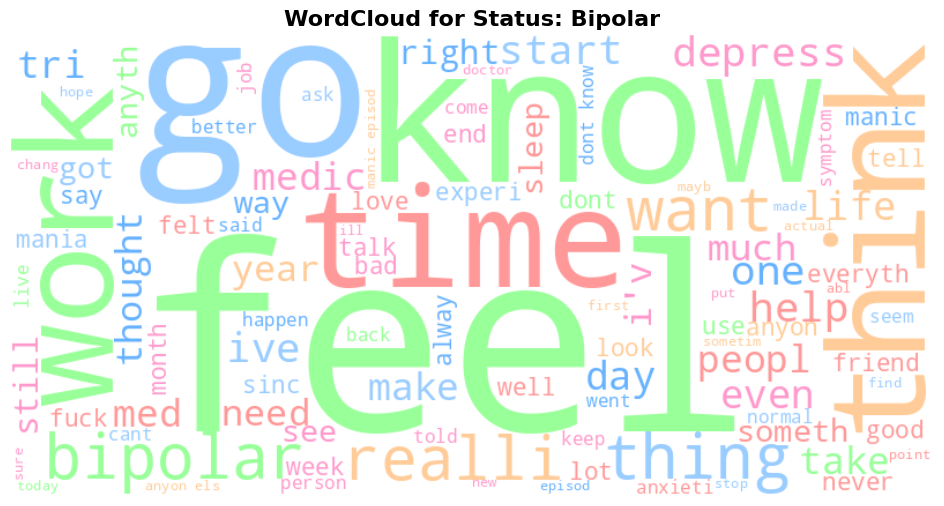 WordCloud for Status: Bipolar
tri
go
know
right
start
depress
think
hope
anyth
job
better
ask
doctor
come
end
sleep
dont know
manic
symptom
tell
work
chang
got
say
medic
manic episod
experi
dont
mayb
want
made
actual
life
mania
thought
felt
said
way
love
time
ill
talk
bad
much
one
everyth
live
year
feel
happen
back
alway
first
i'v
put
help
abl
seem
use
anyon
sometim
still
month
ive
sinc
make
well
look
day
went
peopl
friend
find
even
normal
fuck
med
need
cant
see
told
keep
someth
good
sure
bipolar
week
realli
lot
thing
take
point
today
anyon els
person
new
episod
anxieti
stop
never